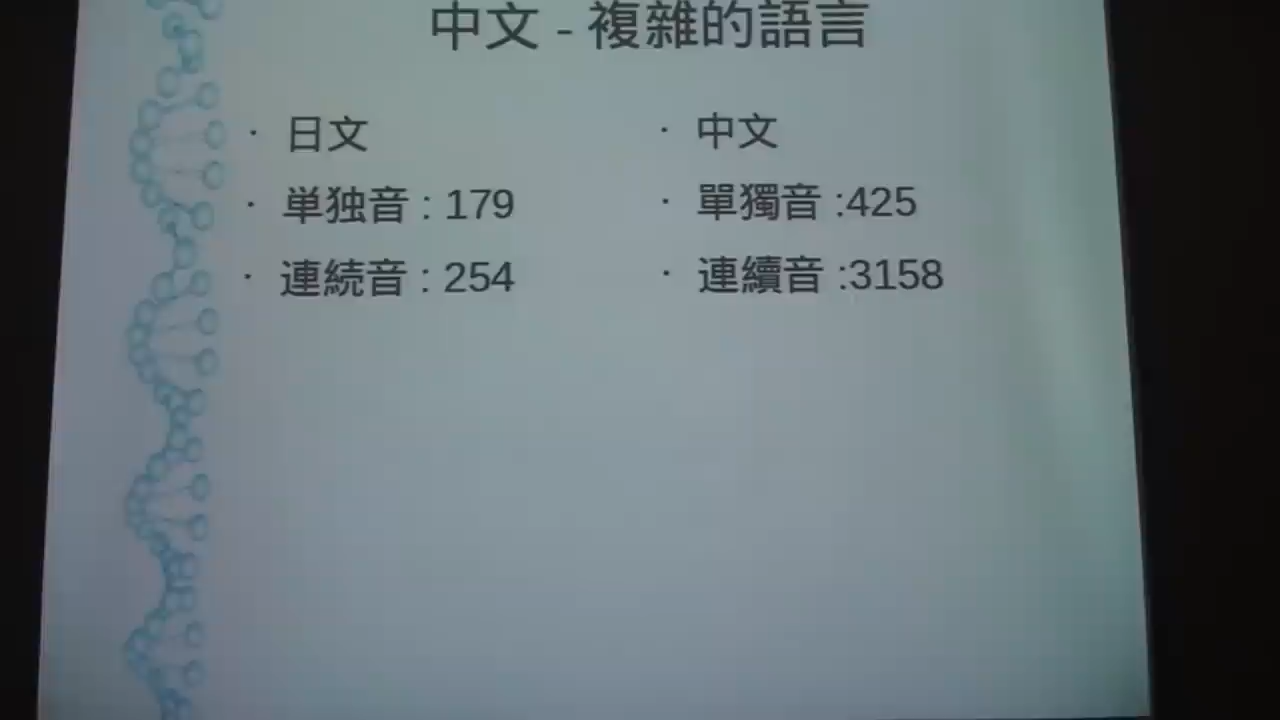 中文 - 複雜的語言
· 日文
· 単独音 : 179
· 連続音 : 254
· 中文
· 單獨音 :425
· 連續音 :3158